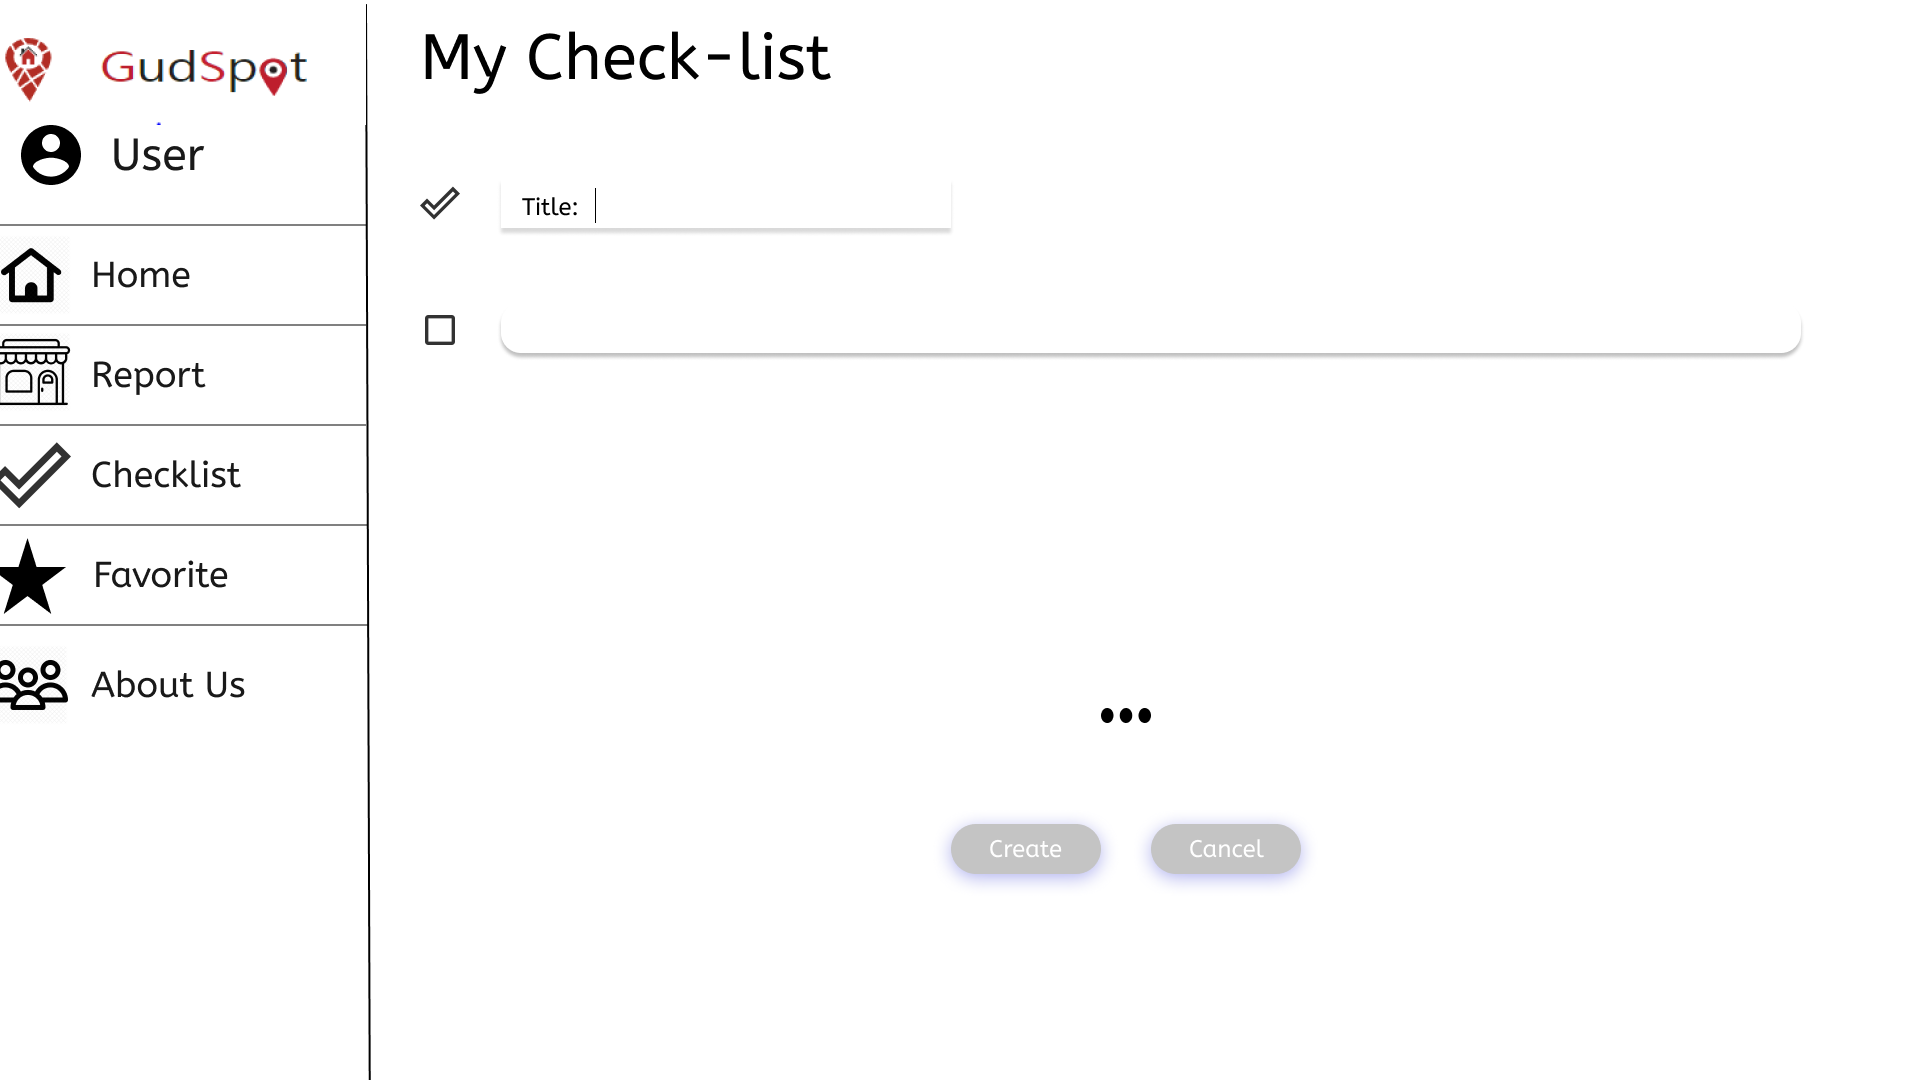 GudSpot
User
Home
Report
Checklist
Favorite
About Us
My Check-list
Title:
Create
Cancel